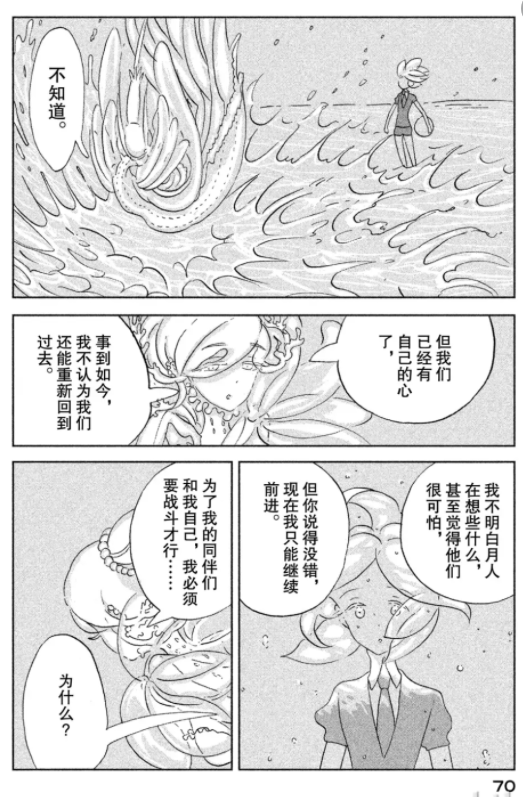 不知道。
但我们
已经有
自己的心
了，
事到如今，
我不认为我们
还能重新回到
过去。
我不明白月人
在想些什么，
甚至觉得他们
很可怕，
但你说得没错，
现在我只能继续
前进。
为了我的同伴们
和我自己，我必须
要战斗才行……
为什么？
70